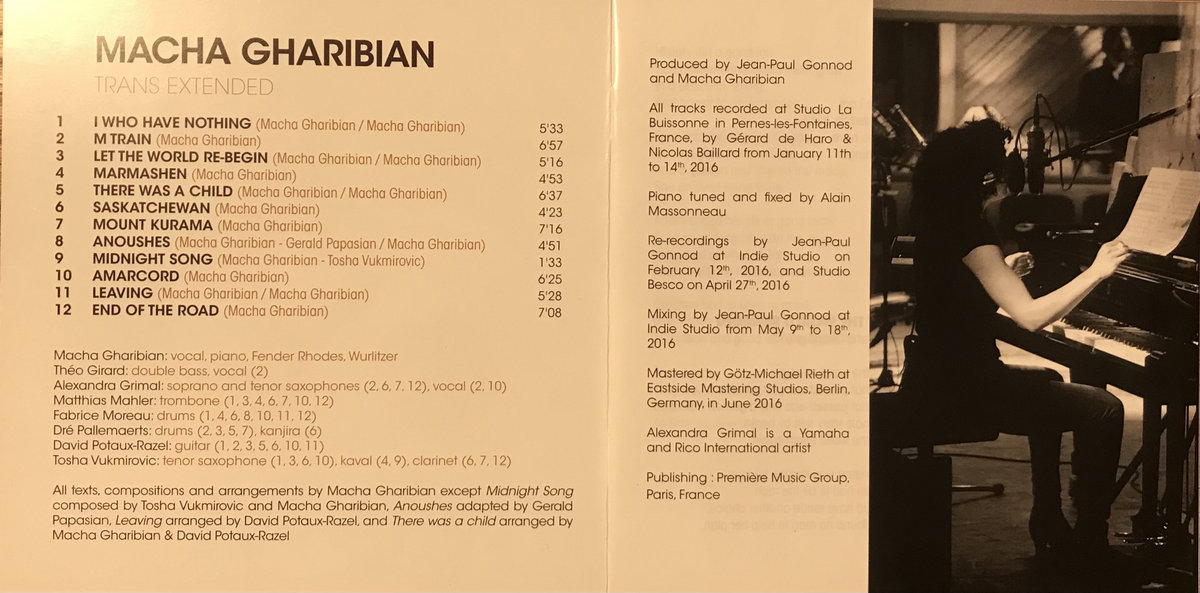 MACHA GHARIBIAN
TRANS EXTENDED
1 I WHO HAVE NOTHING (Macha Gharibian / Macha Gharibian) 5'33
2 M TRAIN (Macha Gharibian) 6'57
3 LET THE WORLD RE-BEGIN (Macha Gharibian / Macha Gharibian) 5'16
4 MARMASHEN (Macha Gharibian) 4'53
5 THERE WAS A CHILD (Macha Gharibian / Macha Gharibian) 6'37
6 SASKATCHEWAN (Macha Gharibian) 4'23
7 MOUNT KURAMA (Macha Gharibian) 7'16
8 ANOUSHES (Macha Gharibian - Gerald Papasian / Macha Gharibian) 4'51
9 MIDNIGHT SONG (Macha Gharibian - Tosha Vukmirovic) 1'33
10 AMARCORD (Macha Gharibian) 6'25
11 LEAVING (Macha Gharibian / Macha Gharibian) 5'28
12 END OF THE ROAD (Macha Gharibian) 7'08
Macha Gharibian: vocal, piano, Fender Rhodes, Wurlitzer
Théo Girard: double bass, vocal (2)
Alexandra Grimal: soprano and tenor saxophones (2, 6, 7, 12), vocal (2, 10)
Matthias Mahler: trombone (1, 3, 4, 6, 7, 10, 12)
Fabrice Moreau: drums (1, 4, 6, 8, 10, 11, 12)
Dré Pallemaerts: drums (2, 3, 5, 7), kanjira (6)
David Potaux-Razel: guitar (1, 2, 3, 5, 6, 10, 11)
Tosha Vukmirovic: tenor saxophone (1, 3, 6, 10), kaval (4, 9), clarinet (6, 7, 12)
All texts, compositions and arrangements by Macha Gharibian except Midnight Song
composed by Tosha Vukmirovic and Macha Gharibian, Anoushes adapted by Gerald
Papasian, Leaving arranged by David Potaux-Razel, and There was a child arranged by
Macha Gharibian & David Potaux-Razel
Produced by Jean-Paul Gonnod
and Macha Gharibian
All tracks recorded at Studio La
Buissonne in Pernes-les-Fontaines,
France, by Gérard de Haro &
Nicolas Baillard from January 11th
to 14th, 2016
Piano tuned and fixed by Alain
Massonneau
Re-recordings by Jean-Paul
Gonnod at Indie Studio on
February 12th, 2016, and Studio
Besco on April 27th, 2016
Mixing by Jean-Paul Gonnod at
Indie Studio from May 9th to 18th,
2016
Mastered by Götz-Michael Rieth at
Eastside Mastering Studios, Berlin,
Germany, in June 2016
Alexandra Grimal is a Yamaha
and Rico International artist
Publishing : Première Music Group,
Paris, France